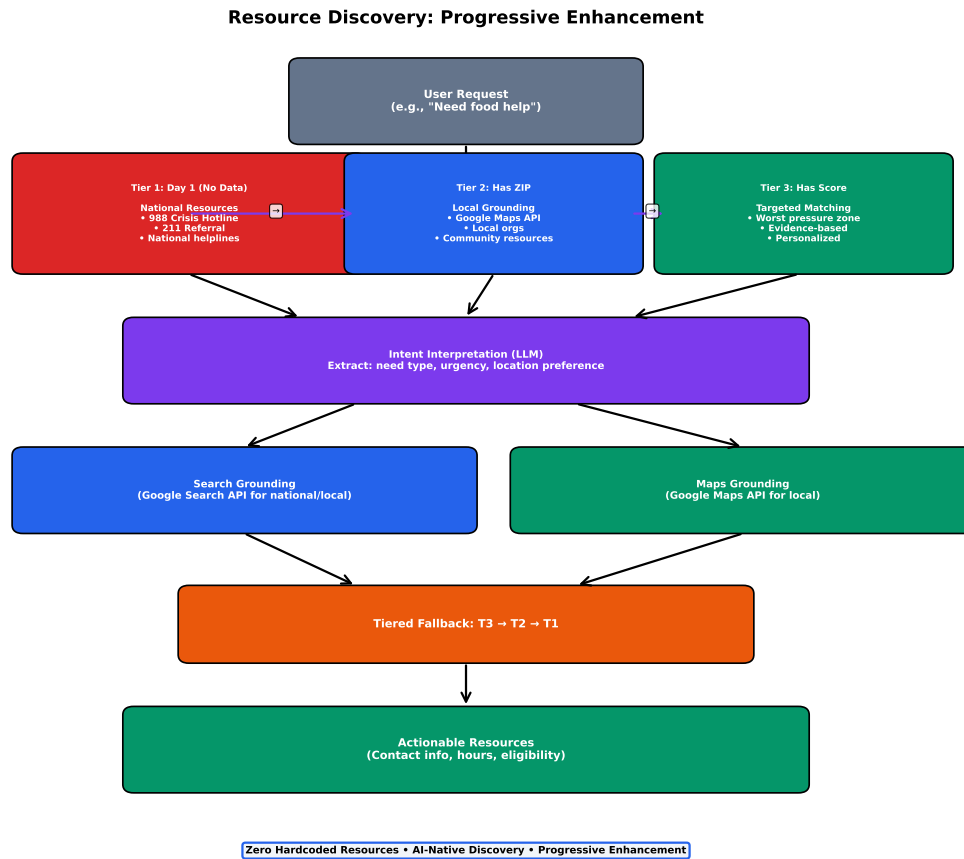 Resource Discovery: Progressive Enhancement
User Request
(e.g., "Need food help")
Tier 1: Day 1 (No Data)
National Resources
• 988 Crisis Hotline
• 211 Referral
• National helplines
→
Tier 2: Has ZIP
Local Grounding
• Google Maps API
• Local orgs
• Community resources
→
Tier 3: Has Score
Targeted Matching
• Worst pressure zone
• Evidence-based
• Personalized
Intent Interpretation (LLM)
Extract: need type, urgency, location preference
Search Grounding
(Google Search API for national/local)
Maps Grounding
(Google Maps API for local)
Tiered Fallback: T3 → T2 → T1
Actionable Resources
(Contact info, hours, eligibility)
Zero Hardcoded Resources • AI-Native Discovery • Progressive Enhancement